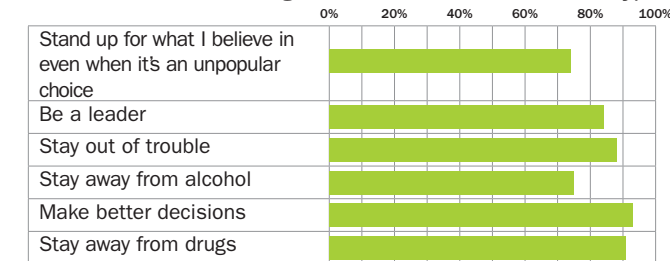 0% 20% 40% 60% 80% 100%
Stand up for what I believe in
even when it's an unpopular
choice
Be a leader
Stay out of trouble
Stay away from alcohol
Make better decisions
Stay away from drugs